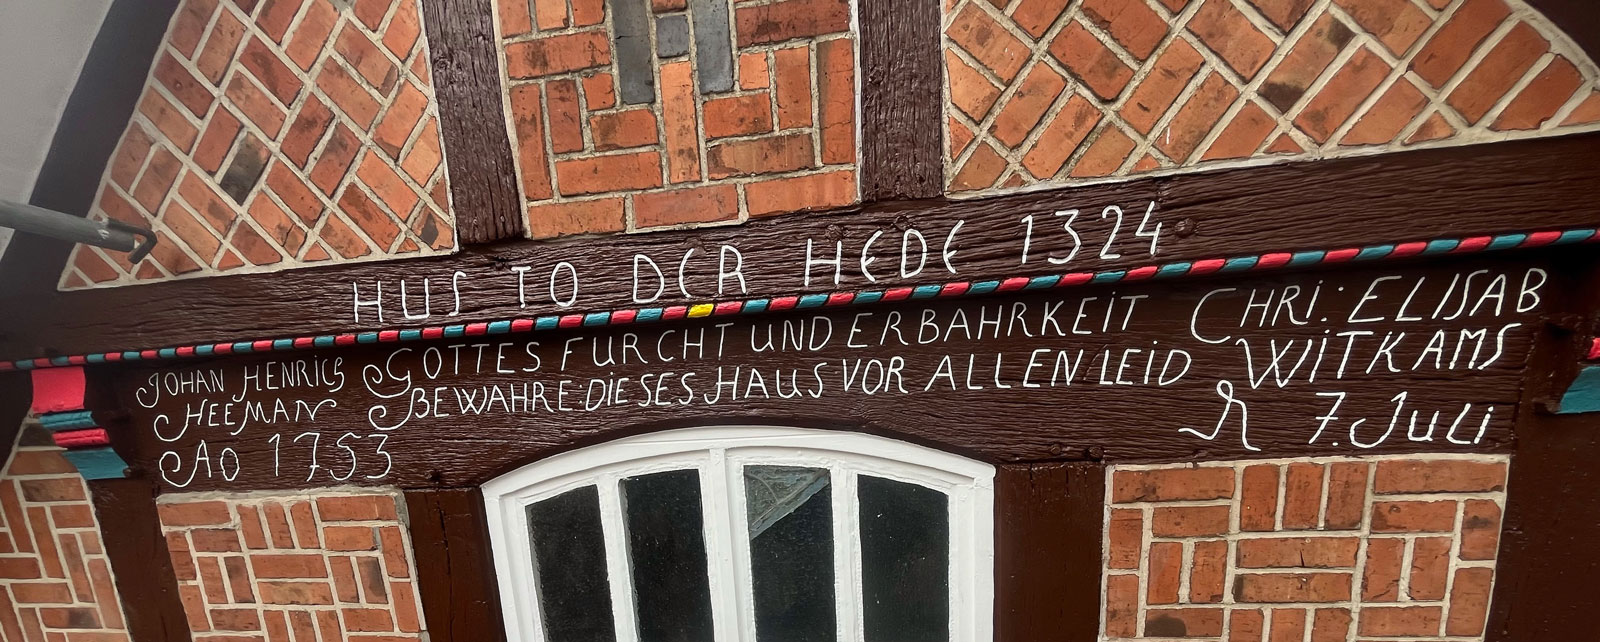 HUS TO DER HEDE 1324
JOHAN HENRICH GOTTES FURCHT UND ERBAHRKEIT CHRI: ELISAB
HEEMAN BEWAHRE: DIESES HAUS VOR ALLEN LEID WITKAMS
AO 1753 R 7. JULI